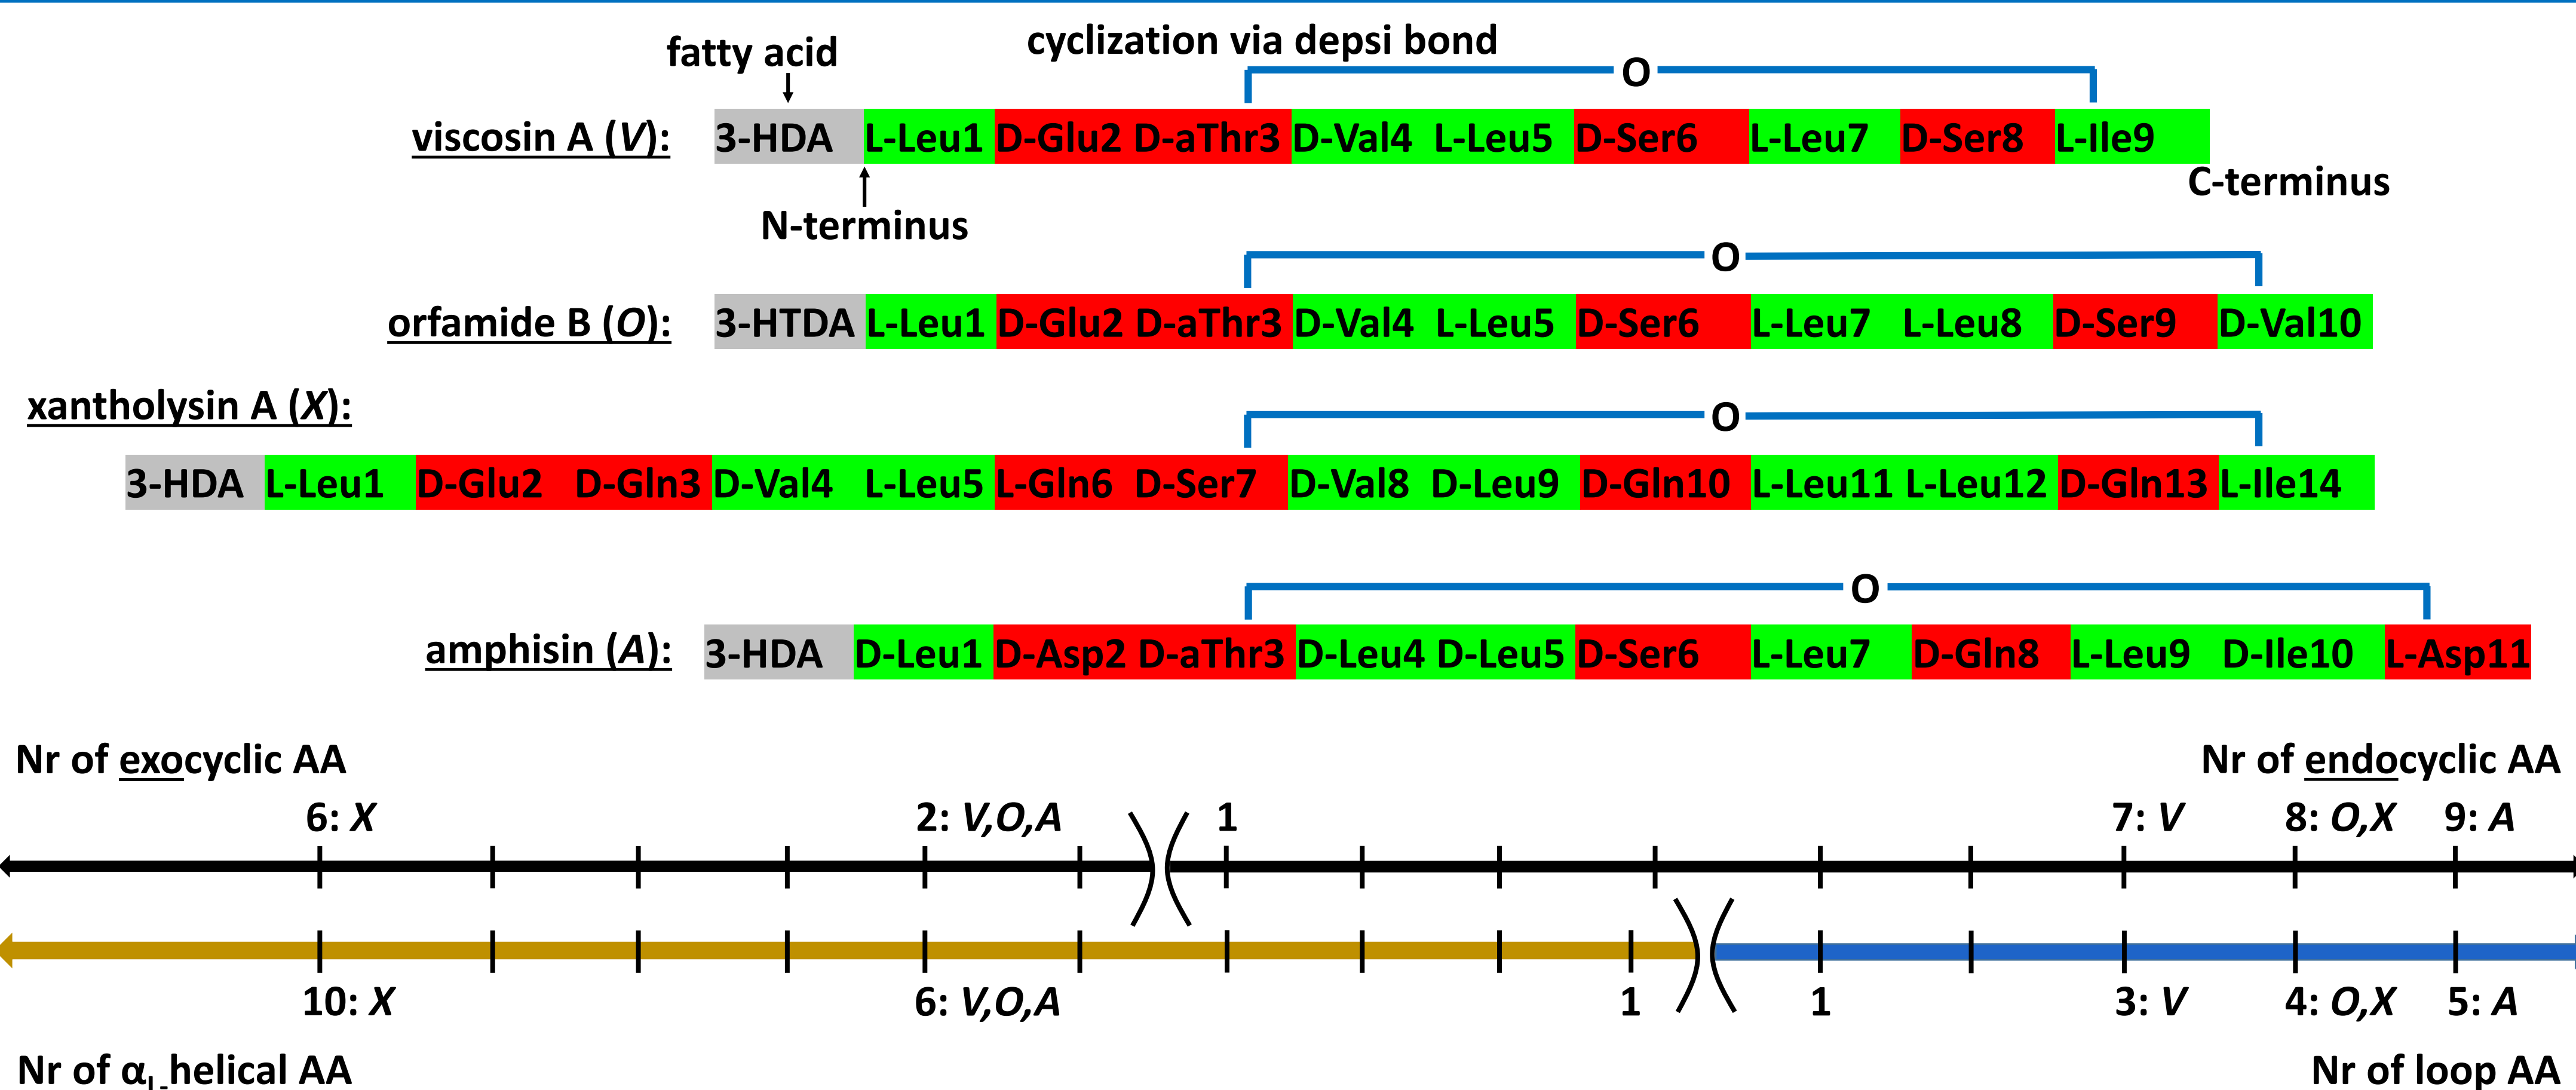 fatty acid
cyclization via depsi bond
O
viscosin A (V):
3-HDA L-Leu1 D-Glu2 D-aThr3 D-Val4 L-Leu5 D-Ser6 L-Leu7 D-Ser8 L-Ile9
C-terminus
N-terminus
O
orfamide B (O):
3-HTDA L-Leu1 D-Glu2 D-aThr3 D-Val4 L-Leu5 D-Ser6 L-Leu7 L-Leu8 D-Ser9 D-Val10
xantholysin A (X):
O
3-HDA L-Leu1 D-Glu2 D-Gln3 D-Val4 L-Leu5 L-Gln6 D-Ser7 D-Val8 D-Leu9 D-Gln10 L-Leu11 L-Leu12 D-Gln13 L-Ile14
O
amphisin (A):
3-HDA D-Leu1 D-Asp2 D-aThr3 D-Leu4 D-Leu5 D-Ser6 L-Leu7 D-Gln8 L-Leu9 D-Ile10 L-Asp11
Nr of exocyclic AA
Nr of endocyclic AA
6: X 2: V,O,A 1 7: V 8: O,X 9: A
10: X 6: V,O,A 1 1 3: V 4: O,X 5: A
Nr of αL-helical AA
Nr of loop AA